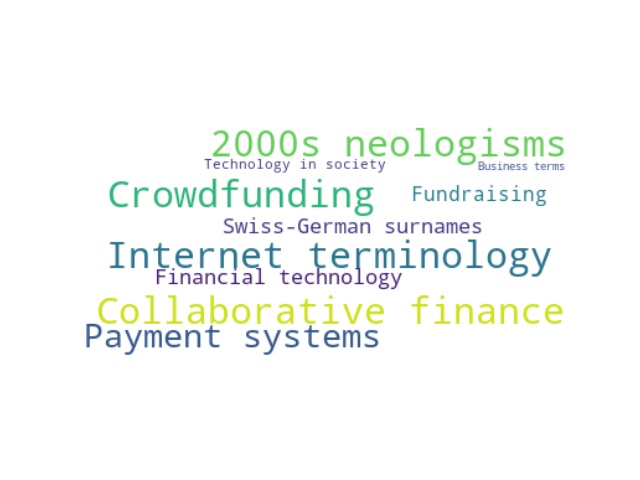 2000s neologisms
Technology in society
Business terms
Crowdfunding
Fundraising
Swiss-German surnames
Internet terminology
Financial technology
Collaborative finance
Payment systems